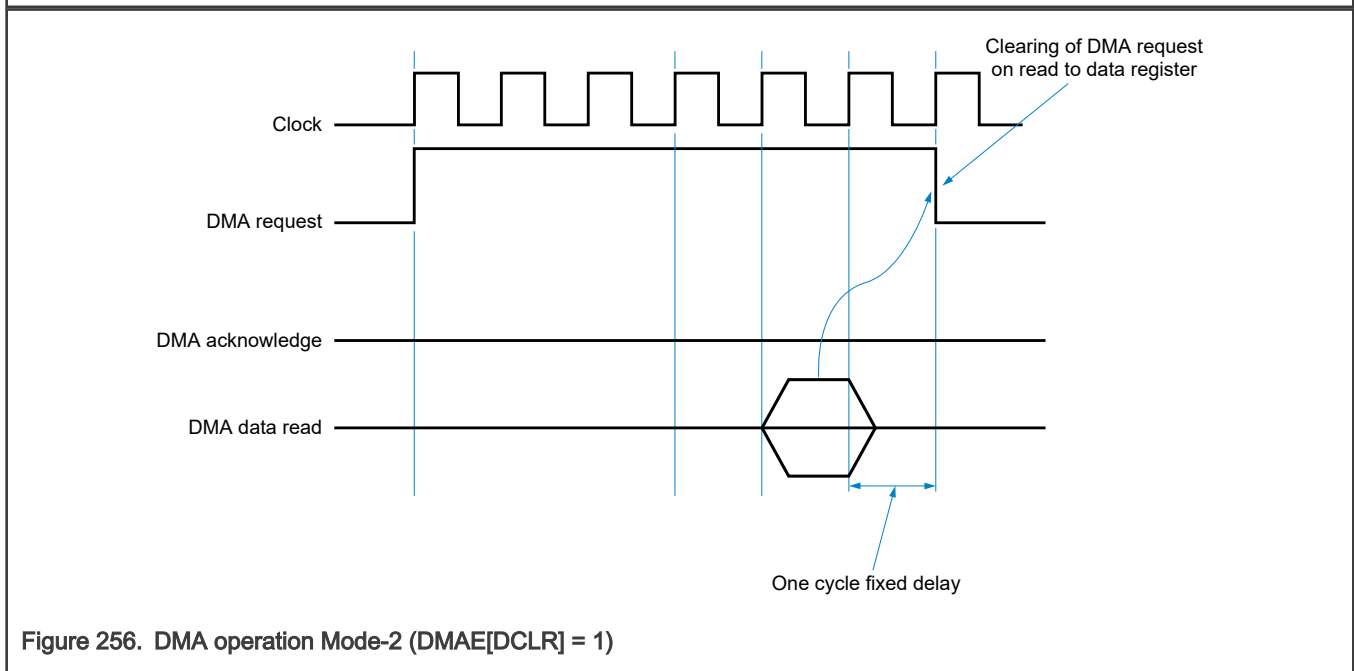 Clearing of DMA request
on read to data register
Clock
DMA request
DMA acknowledge
DMA data read
One cycle fixed delay
Figure 256. DMA operation Mode-2 (DMAE[DCLR] = 1)